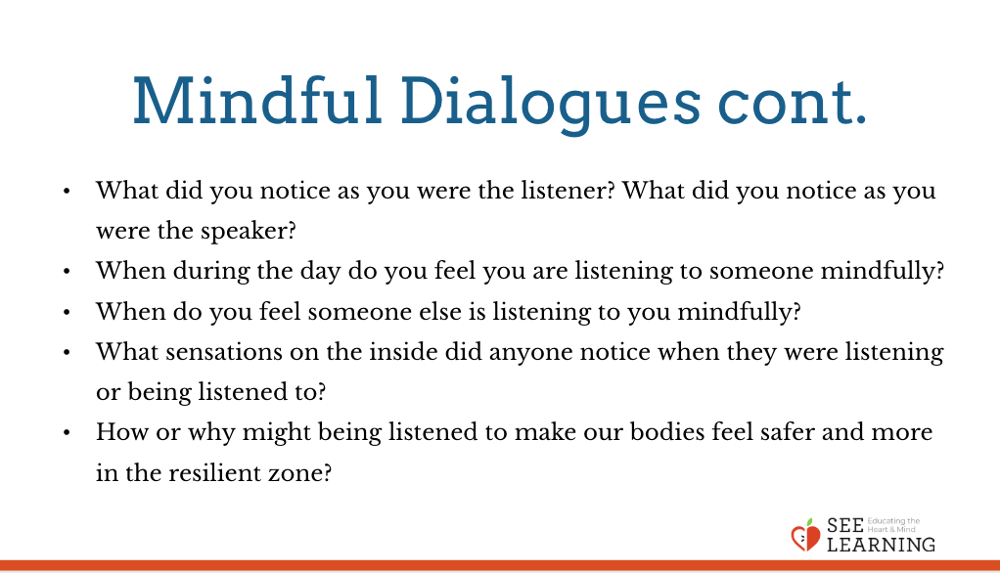 Mindful Dialogues cont.
• What did you notice as you were the listener? What did you notice as you
were the speaker?
• When during the day do you feel you are listening to someone mindfully?
• When do you feel someone else is listening to you mindfully?
• What sensations on the inside did anyone notice when they were listening
or being listened to?
• How or why might being listened to make our bodies feel safer and more
in the resilient zone?
SEE Educating the
Heart & Mind
LEARNING